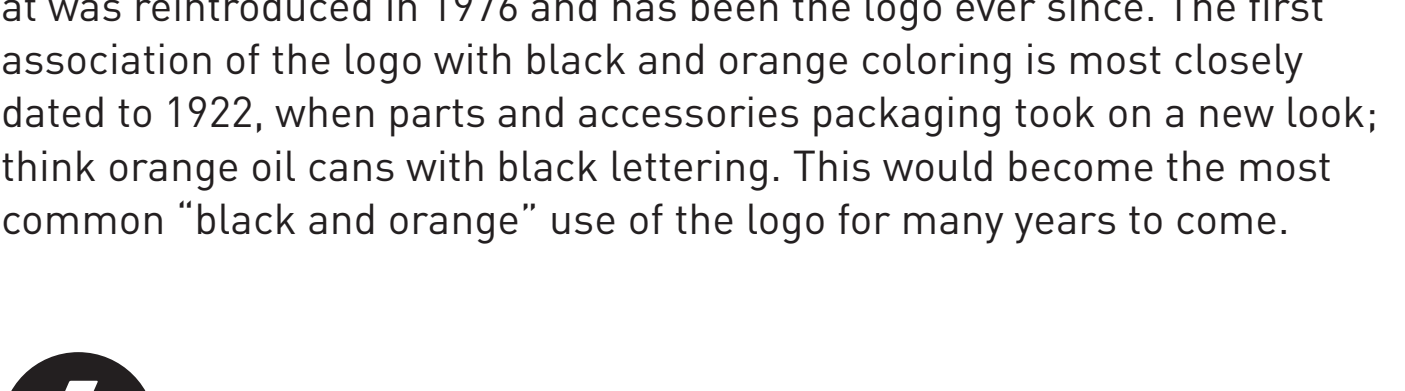 at was reintroduced in 1976 and has been the logo ever since. The first
association of the logo with black and orange coloring is most closely
dated to 1922, when parts and accessories packaging took on a new look;
think orange oil cans with black lettering. This would become the most
common “black and orange” use of the logo for many years to come.